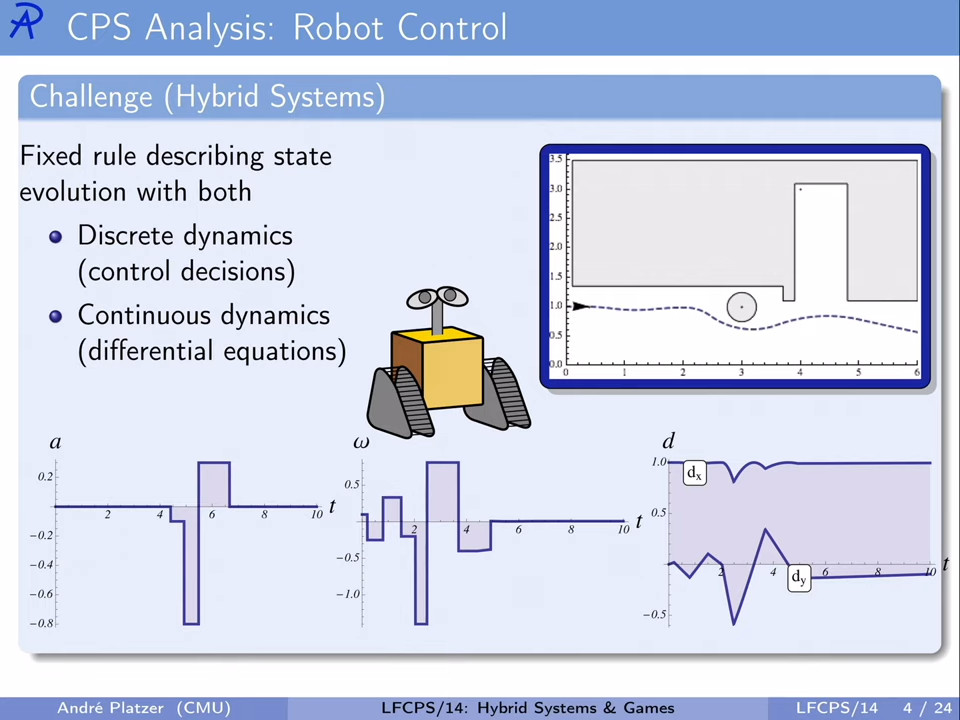 CPS Analysis: Robot Control
Challenge (Hybrid Systems)
Fixed rule describing state
evolution with both
Discrete dynamics
(control decisions)
Continuous dynamics
(differential equations)
3.5
3.0
2.5
2.0
1.5
1.0
0.5
0.0
0 1 2 3 4 5 6
a
0.2
−0.2
−0.4
−0.6
−0.8
2 4 6 8 10 t
ω
0.5
−0.5
−1.0
2 4 6 8 10 t
d
1.0
0.5
−0.5
dx
dy
2 4 6 8 10 t
André Platzer (CMU) LFCPS/14: Hybrid Systems & Games LFCPS/14 4 / 24